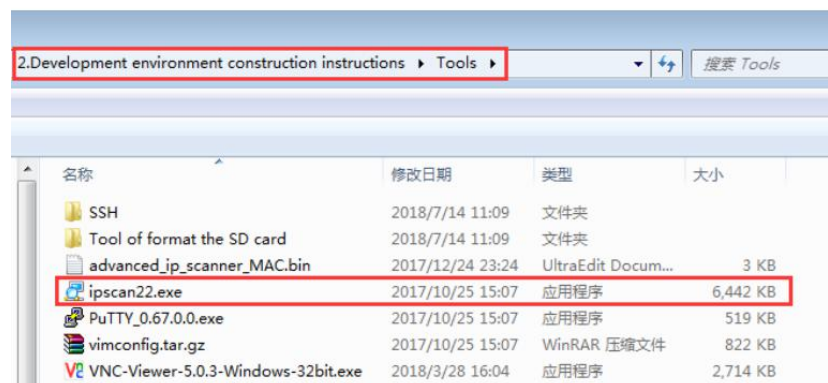 2.Development environment construction instructions ▸ Tools ▸ 搜索 Tools
名称 修改日期 类型 大小
SSH 2018/7/14 11:09 文件夹
Tool of format the SD card 2018/7/14 11:09 文件夹
advanced_ip_scanner_MAC.bin 2017/12/24 23:24 UltraEdit Docum... 3 KB
ipscan22.exe 2017/10/25 15:07 应用程序 6,442 KB
PuTTY_0.67.0.0.exe 2017/10/25 15:07 应用程序 519 KB
vimconfig.tar.gz 2017/10/25 15:07 WinRAR 压缩文件 822 KB
VNC-Viewer-5.0.3-Windows-32bit.exe 2018/3/28 16:04 应用程序 2,714 KB